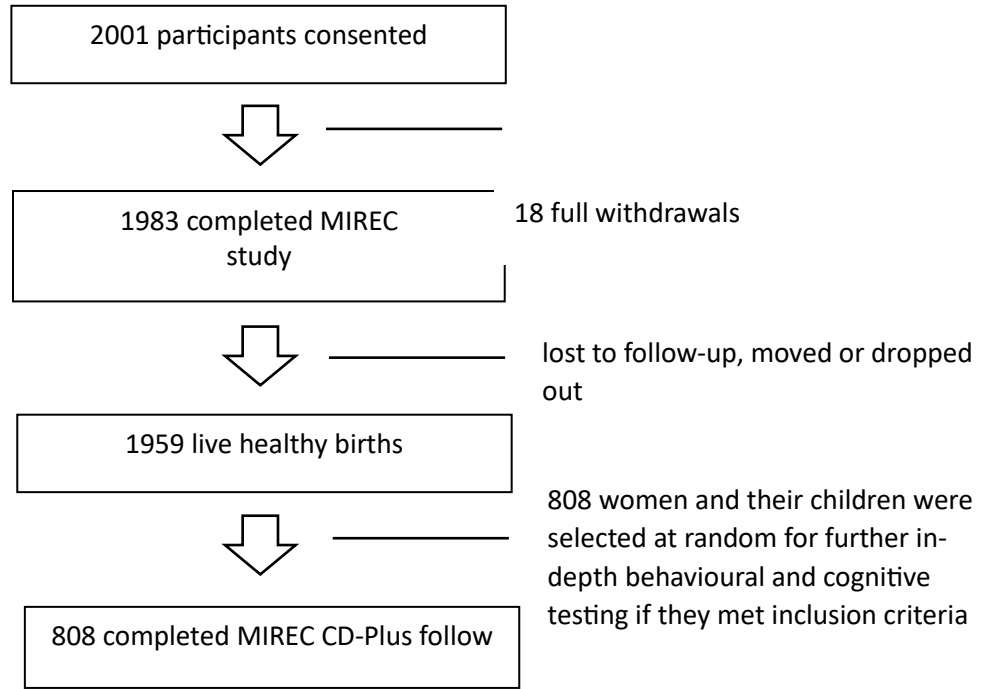 2001 participants consented
1983 completed MIREC
study
18 full withdrawals
lost to follow-up, moved or dropped
out
1959 live healthy births
808 women and their children were
selected at random for further in-
depth behavioural and cognitive
testing if they met inclusion criteria
808 completed MIREC CD-Plus follow